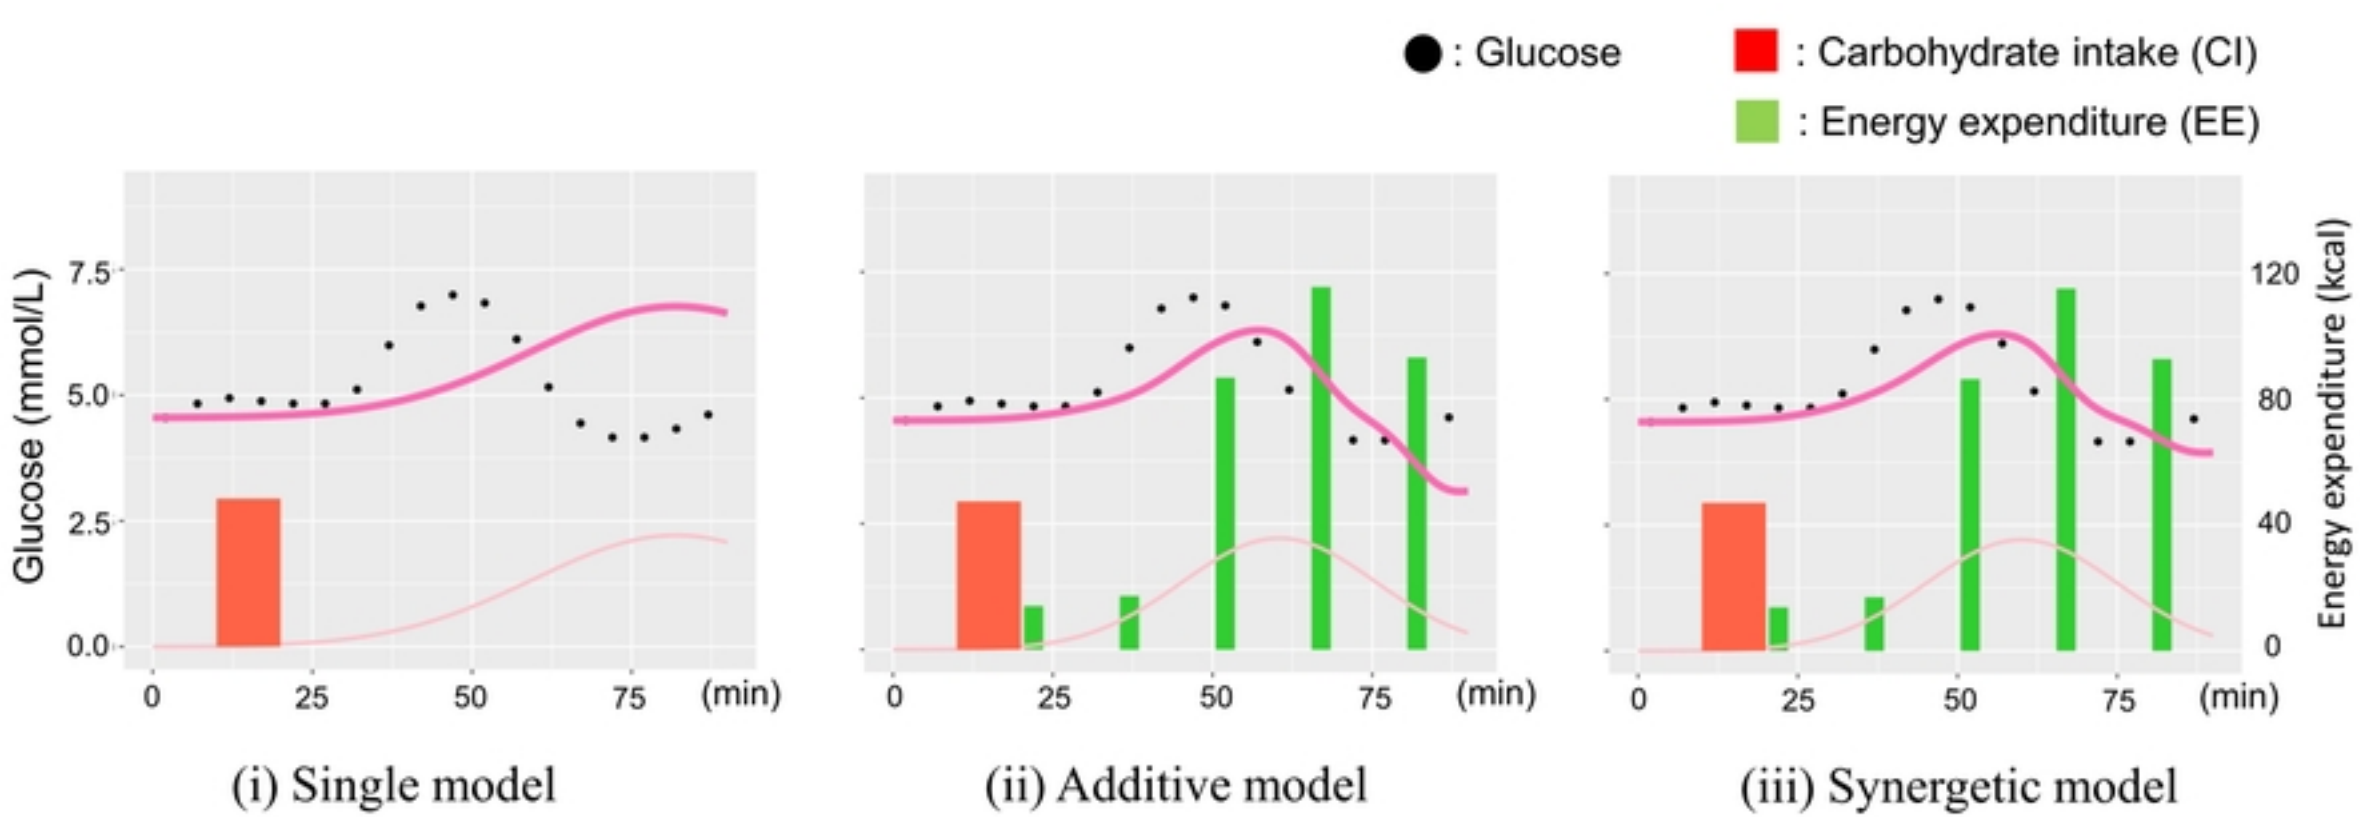 : Glucose
: Carbohydrate intake (CI)
: Energy expenditure (EE)
Glucose (mmol/L)
7.5
5.0
2.5
0.0
0 25 50 75 (min)
0 25 50 75 (min)
0 25 50 75 (min)
120
80
40
0
Energy expenditure (kcal)
(i) Single model
(ii) Additive model
(iii) Synergetic model